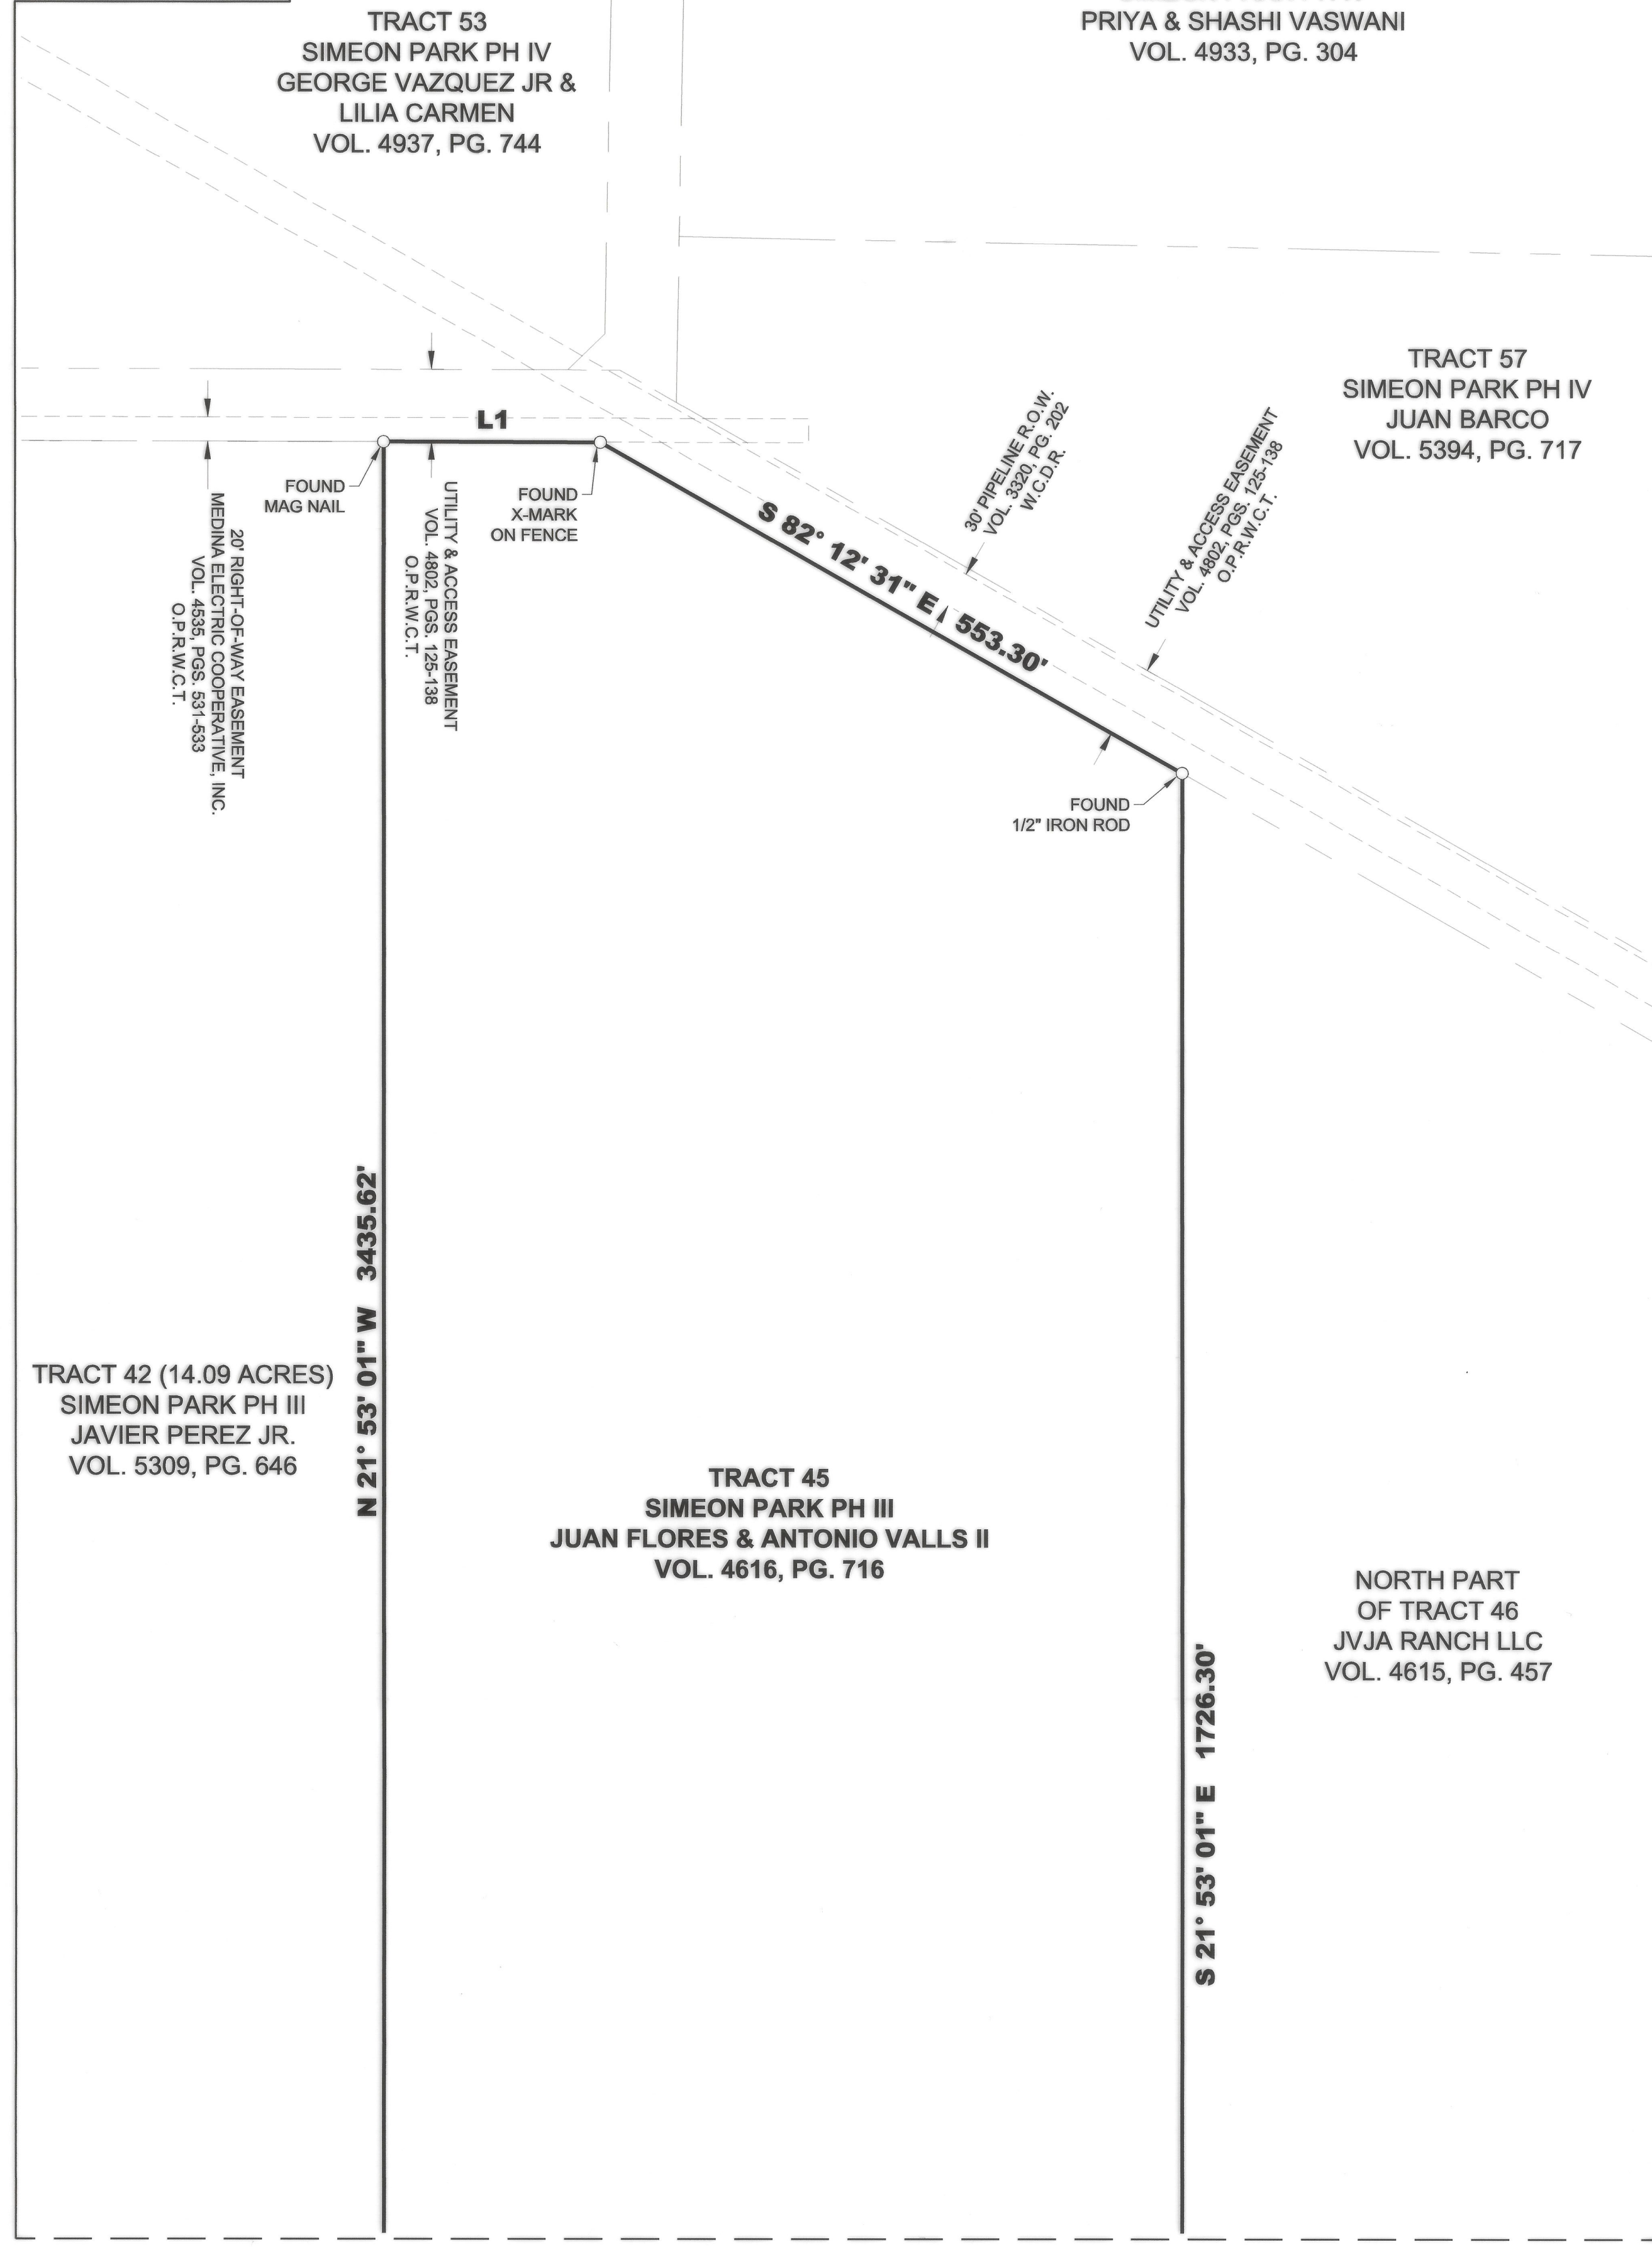 TRACT 53
SIMEON PARK PH IV
GEORGE VAZQUEZ JR &
LILIA CARMEN
VOL. 4937, PG. 744
PRIYA & SHASHI VASWANI
VOL. 4933, PG. 304
TRACT 57
SIMEON PARK PH IV
JUAN BARCO
VOL. 5394, PG. 717
L1
FOUND
MAG NAIL
FOUND
X-MARK
ON FENCE
30' PIPELINE R.O.W.
VOL. 3320, PG. 202
W.C.D.R.
UTILITY & ACCESS EASEMENT
VOL. 4802, PGS. 125-138
O.P.R.W.C.T.
S 82° 12' 31" E 553.30'
20' RIGHT-OF-WAY EASEMENT
MEDINA ELECTRIC COOPERATIVE, INC.
VOL. 4535, PGS. 531-533
O.P.R.W.C.T.
UTILITY & ACCESS EASEMENT
VOL. 4802, PGS. 125-138
O.P.R.W.C.T.
FOUND
1/2" IRON ROD
N 21° 53' 01" W 3435.62'
TRACT 42 (14.09 ACRES)
SIMEON PARK PH III
JAVIER PEREZ JR.
VOL. 5309, PG. 646
TRACT 45
SIMEON PARK PH III
JUAN FLORES & ANTONIO VALLS II
VOL. 4616, PG. 716
NORTH PART
OF TRACT 46
JVJA RANCH LLC
VOL. 4615, PG. 457
S 21° 53' 01" E 1726.30'